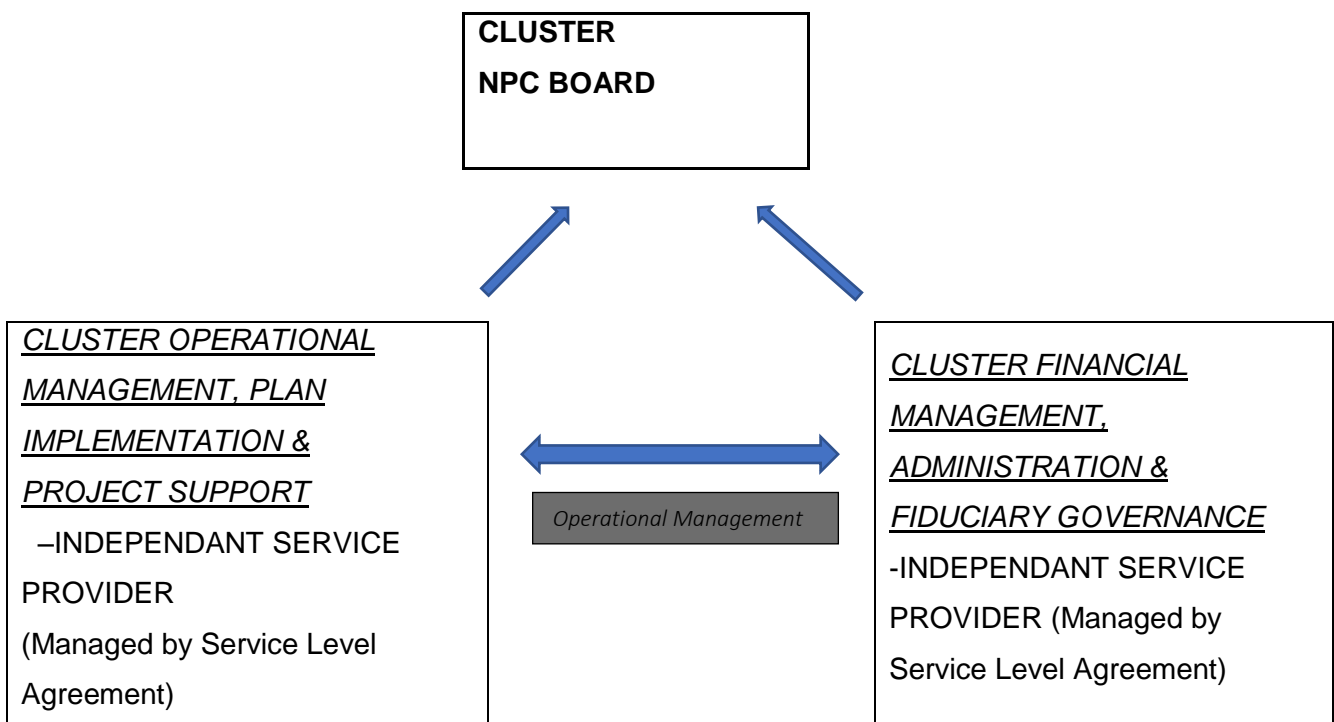 CLUSTER
NPC BOARD
CLUSTER OPERATIONAL
MANAGEMENT, PLAN
IMPLEMENTATION &
PROJECT SUPPORT
–INDEPENDANT SERVICE
PROVIDER
(Managed by Service Level
Agreement)
Operational Management
CLUSTER FINANCIAL
MANAGEMENT,
ADMINISTRATION &
FIDUCIARY GOVERNANCE
-INDEPENDANT SERVICE
PROVIDER (Managed by
Service Level Agreement)